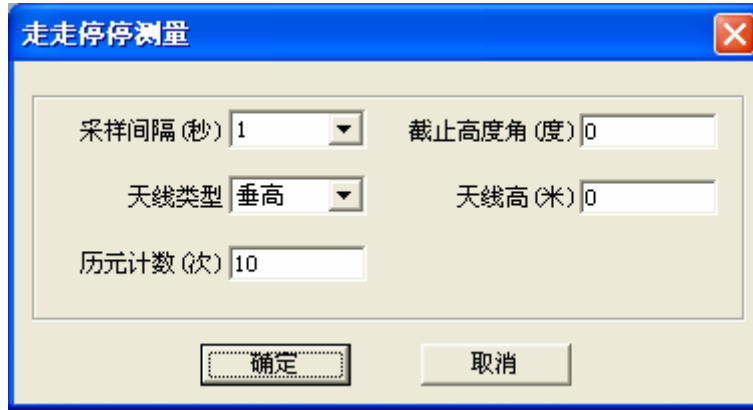 走走停停测量
采样间隔(秒) 1 截止高度角(度) 0
天线类型 垂高 天线高(米) 0
历元计数(次) 10
确定 取消